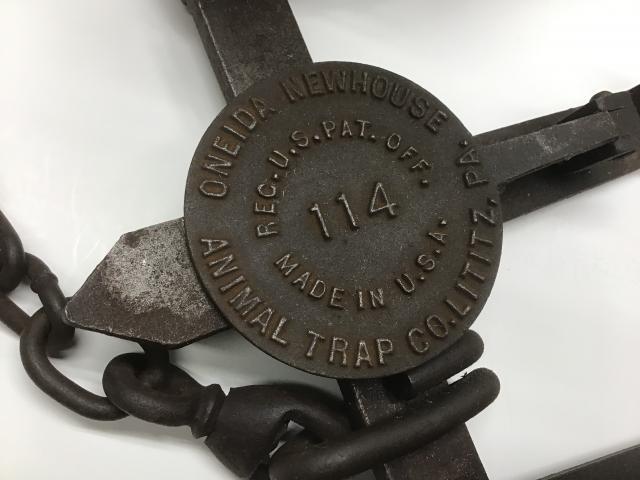 ONEIDA NEWHOUSE
REG. U.S. PAT. OFF.
114
MADE IN U.S.A.
ANIMAL TRAP CO. LITITZ, PA.